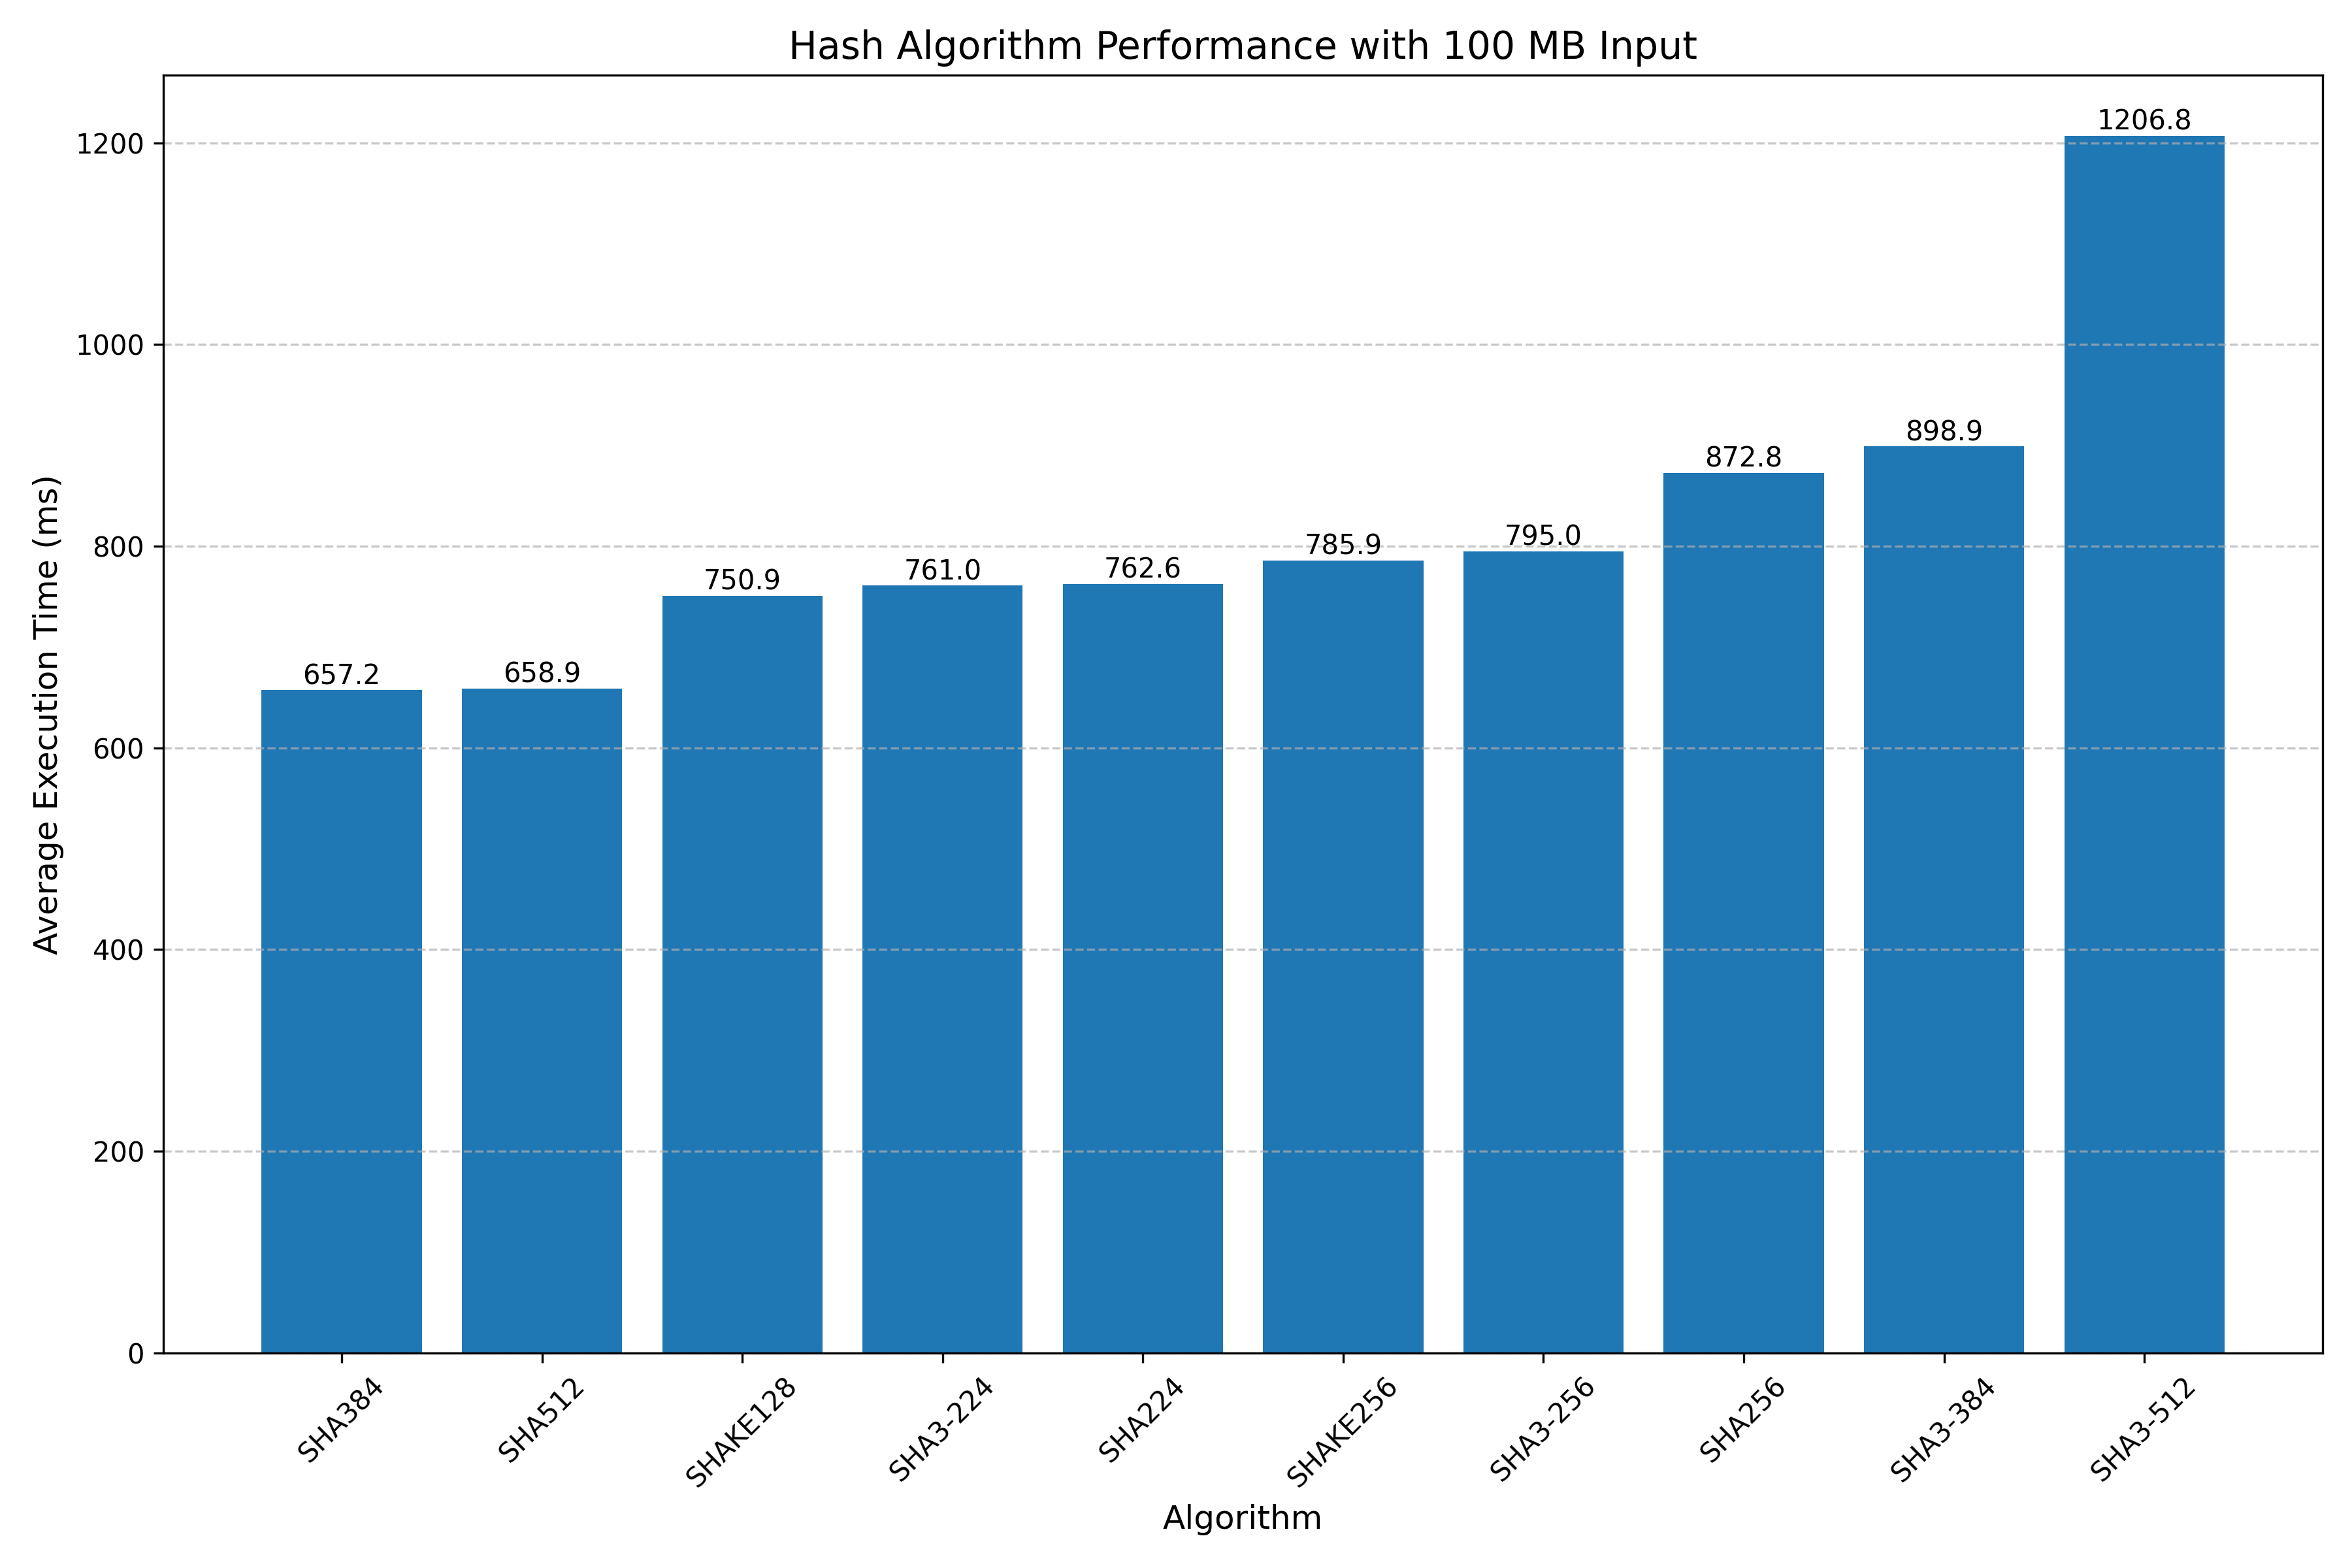 Hash Algorithm Performance with 100 MB Input
Average Execution Time (ms)
1200
1000
800
600
400
200
0
657.2
658.9
750.9
761.0
762.6
785.9
795.0
872.8
898.9
1206.8
SHA384
SHA512
SHAKE128
SHA3-224
SHA224
SHAKE256
SHA3-256
SHA256
SHA3-384
SHA3-512
Algorithm